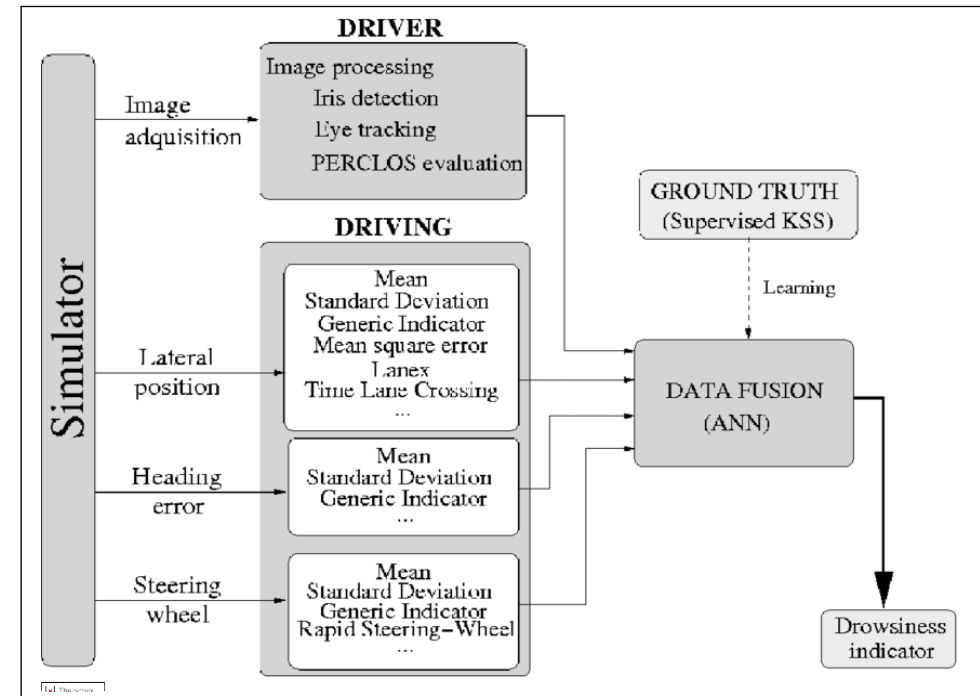 Simulator
Image
adquisition
Lateral
position
Heading
error
Steering
wheel
DRIVER
Image processing
Iris detection
Eye tracking
PERCLOS evaluation
DRIVING
Mean
Standard Deviation
Generic Indicator
Mean square error
Lanex
Time Lane Crossing
...
Mean
Standard Deviation
Generic Indicator
...
Mean
Standard Deviation
Generic Indicator
Rapid Steering-Wheel
...
GROUND TRUTH
(Supervised KSS)
Learning
DATA FUSION
(ANN)
Drowsiness
indicator